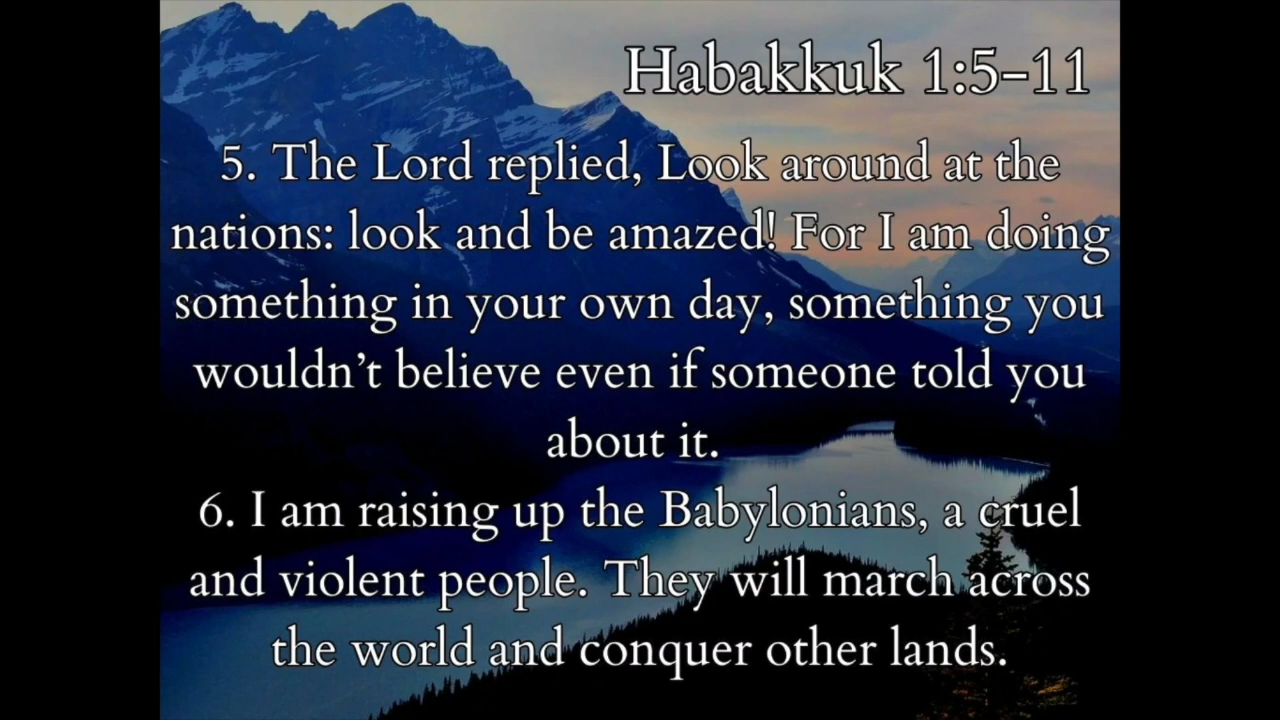 Habakkuk 1:5-11
5. The Lord replied, Look around at the
nations: look and be amazed! For I am doing
something in your own day, something you
wouldn’t believe even if someone told you
about it.
6. I am raising up the Babylonians, a cruel
and violent people. They will march across
the world and conquer other lands.